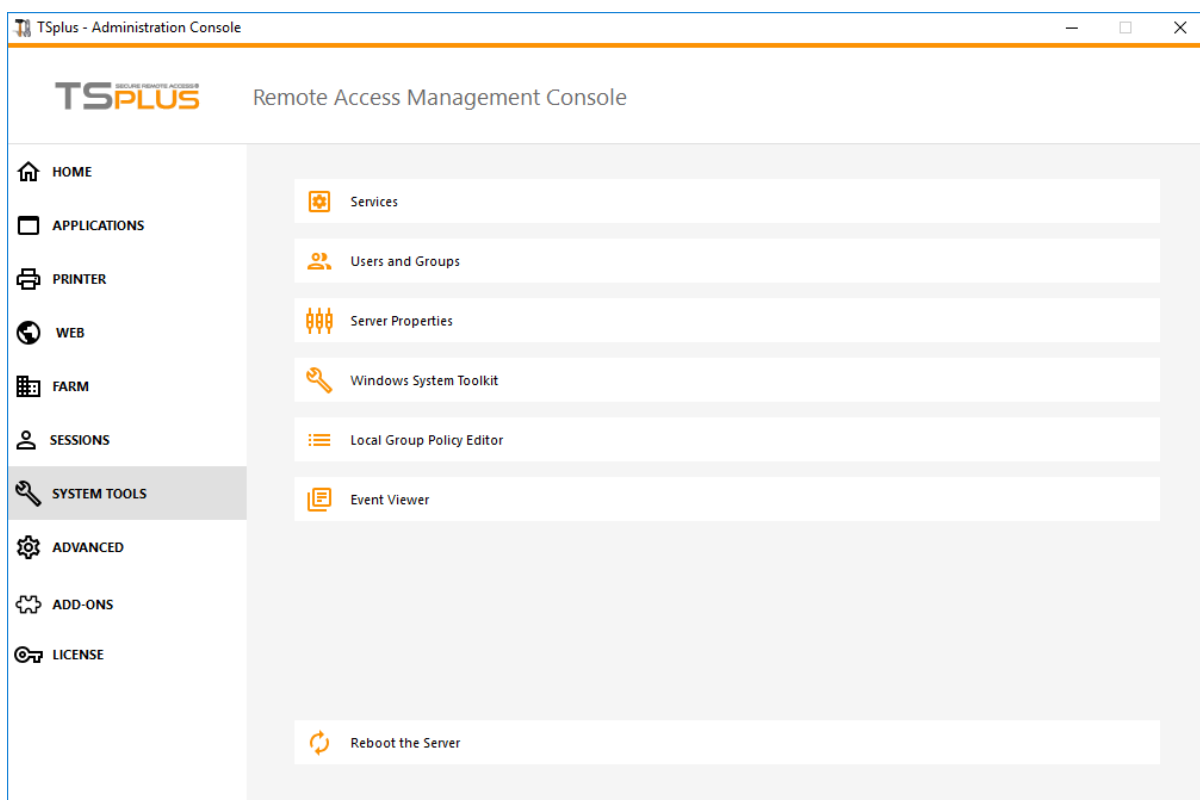 TSplus - Administration Console
SECURE REMOTE ACCESS®
TSPLUS
Remote Access Management Console
HOME
APPLICATIONS
PRINTER
WEB
FARM
SESSIONS
SYSTEM TOOLS
ADVANCED
ADD-ONS
LICENSE
Services
Users and Groups
Server Properties
Windows System Toolkit
Local Group Policy Editor
Event Viewer
Reboot the Server